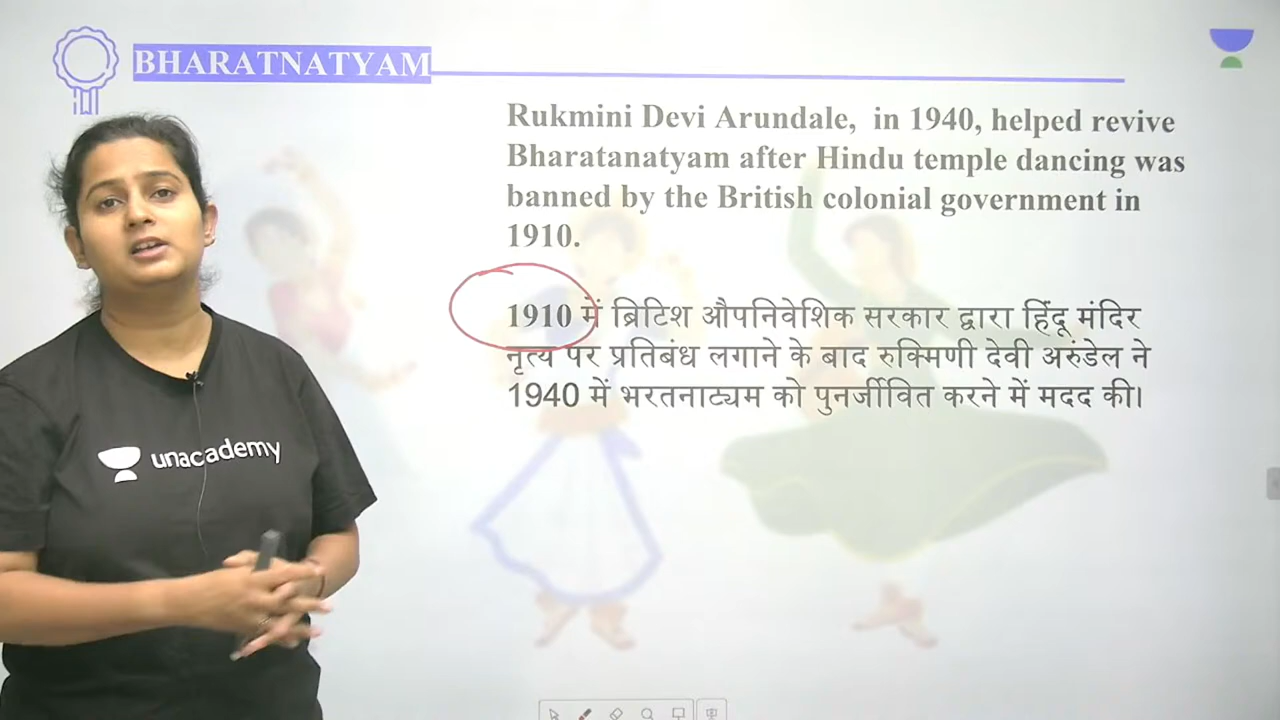 BHARATNATYAM
Rukmini Devi Arundale, in 1940, helped revive
Bharatanatyam after Hindu temple dancing was
banned by the British colonial government in
1910.
1910 में ब्रिटिश औपनिवेशिक सरकार द्वारा हिंदू मंदिर
नृत्य पर प्रतिबंध लगाने के बाद रुक्मिणी देवी अरुंडेल ने
1940 में भरतनाट्यम को पुनर्जीवित करने में मदद की।
unacademy